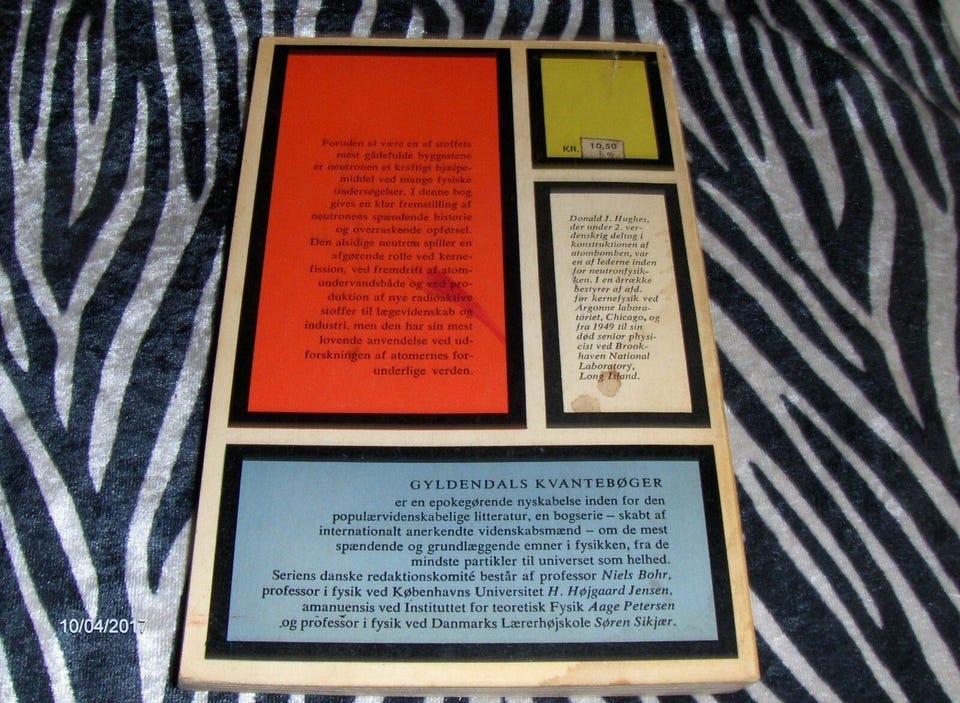 Foruden at være en af stoffets
mest gådefulde byggestene
er neutronen et kraftigt hjælpe-
middel ved mange fysiske
undersøgelser. I denne bog
gives en klar fremstilling af
neutronens spændende historie
og overraskende opførsel.
Den alsidige neutron spiller en
afgørende rolle ved kerne-
fission, ved fremdrift af atom-
undervandsbåde og ved pro-
duktion af nye radioaktive
stoffer til lægevidenskab og
industri, men den har sin mest
lovende anvendelse ved ud-
forskningen af atomernes for-
underlige verden.
KR. 10,50
Donald J. Hughes,
der under 2. ver-
denskrig deltog i
konstruktionen af
atombomben, var
en af lederne inden
for neutronfysik-
ken. I en årrække
bestyrer af afd.
for kernefysik ved
Argonne labora-
toriet, Chicago, og
fra 1949 til sin
død senior physi-
cist ved Brook-
haven National
Laboratory,
Long Island.
GYLDENDALS KVANTEBØGER
er en epokegørende nyskabelse inden for den
populærvidenskabelige litteratur, en bogserie – skabt af
internationalt anerkendte videnskabsmænd – om de mest
spændende og grundlæggende emner i fysikken, fra de
mindste partikler til universet som helhed.
Seriens danske redaktionskomité består af professor Niels Bohr,
professor i fysik ved Københavns Universitet H. Højgaard Jensen,
amanuensis ved Instituttet for teoretisk Fysik Aage Petersen
og professor i fysik ved Danmarks Lærerhøjskole Søren Sikjær.
10/04/2017